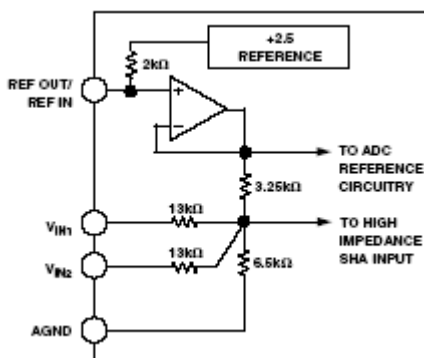 +2.5
REFERENCE
2kΩ
REF OUT/
REF IN
+
−
TO ADC
REFERENCE
CIRCUITRY
3.25kΩ
13kΩ
VIN1
TO HIGH
IMPEDANCE
SHA INPUT
13kΩ
VIN2
6.5kΩ
AGND